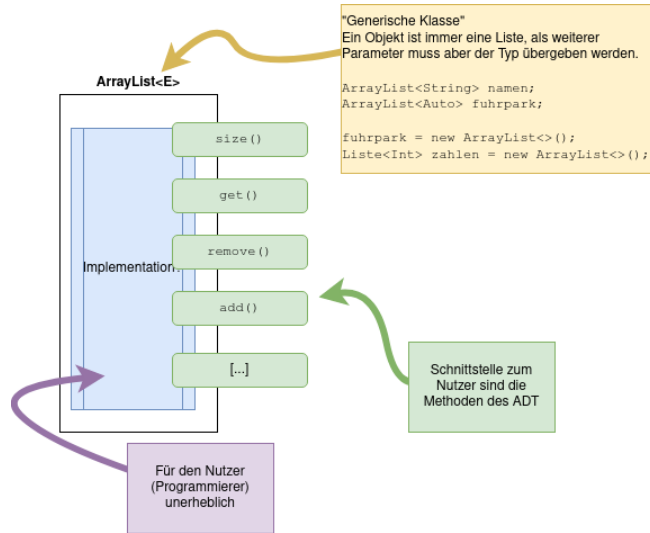 "Generische Klasse"
Ein Objekt ist immer eine Liste, als weiterer
Parameter muss aber der Typ übergeben werden.
ArrayList<String> namen;
ArrayList<Auto> fuhrpark;
fuhrpark = new ArrayList<>();
Liste<Int> zahlen = new ArrayList<>();
ArrayList<E>
size()
get()
Implementation?
remove()
add()
[...]
Schnittstelle zum
Nutzer sind die
Methoden des ADT
Für den Nutzer
(Programmierer)
unerheblich